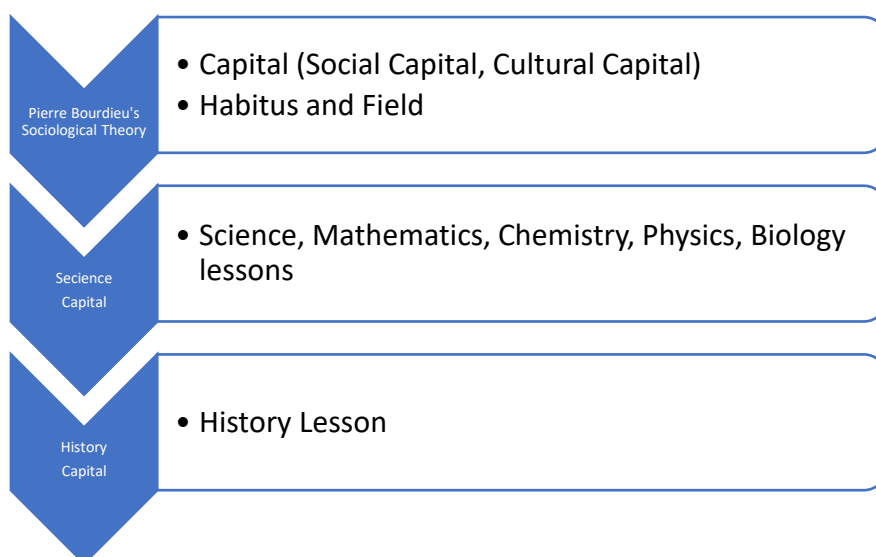 Pierre Bourdieu's
Sociological Theory
• Capital (Social Capital, Cultural Capital)
• Habitus and Field
Secience
Capital
• Science, Mathematics, Chemistry, Physics, Biology
lessons
History
Capital
• History Lesson